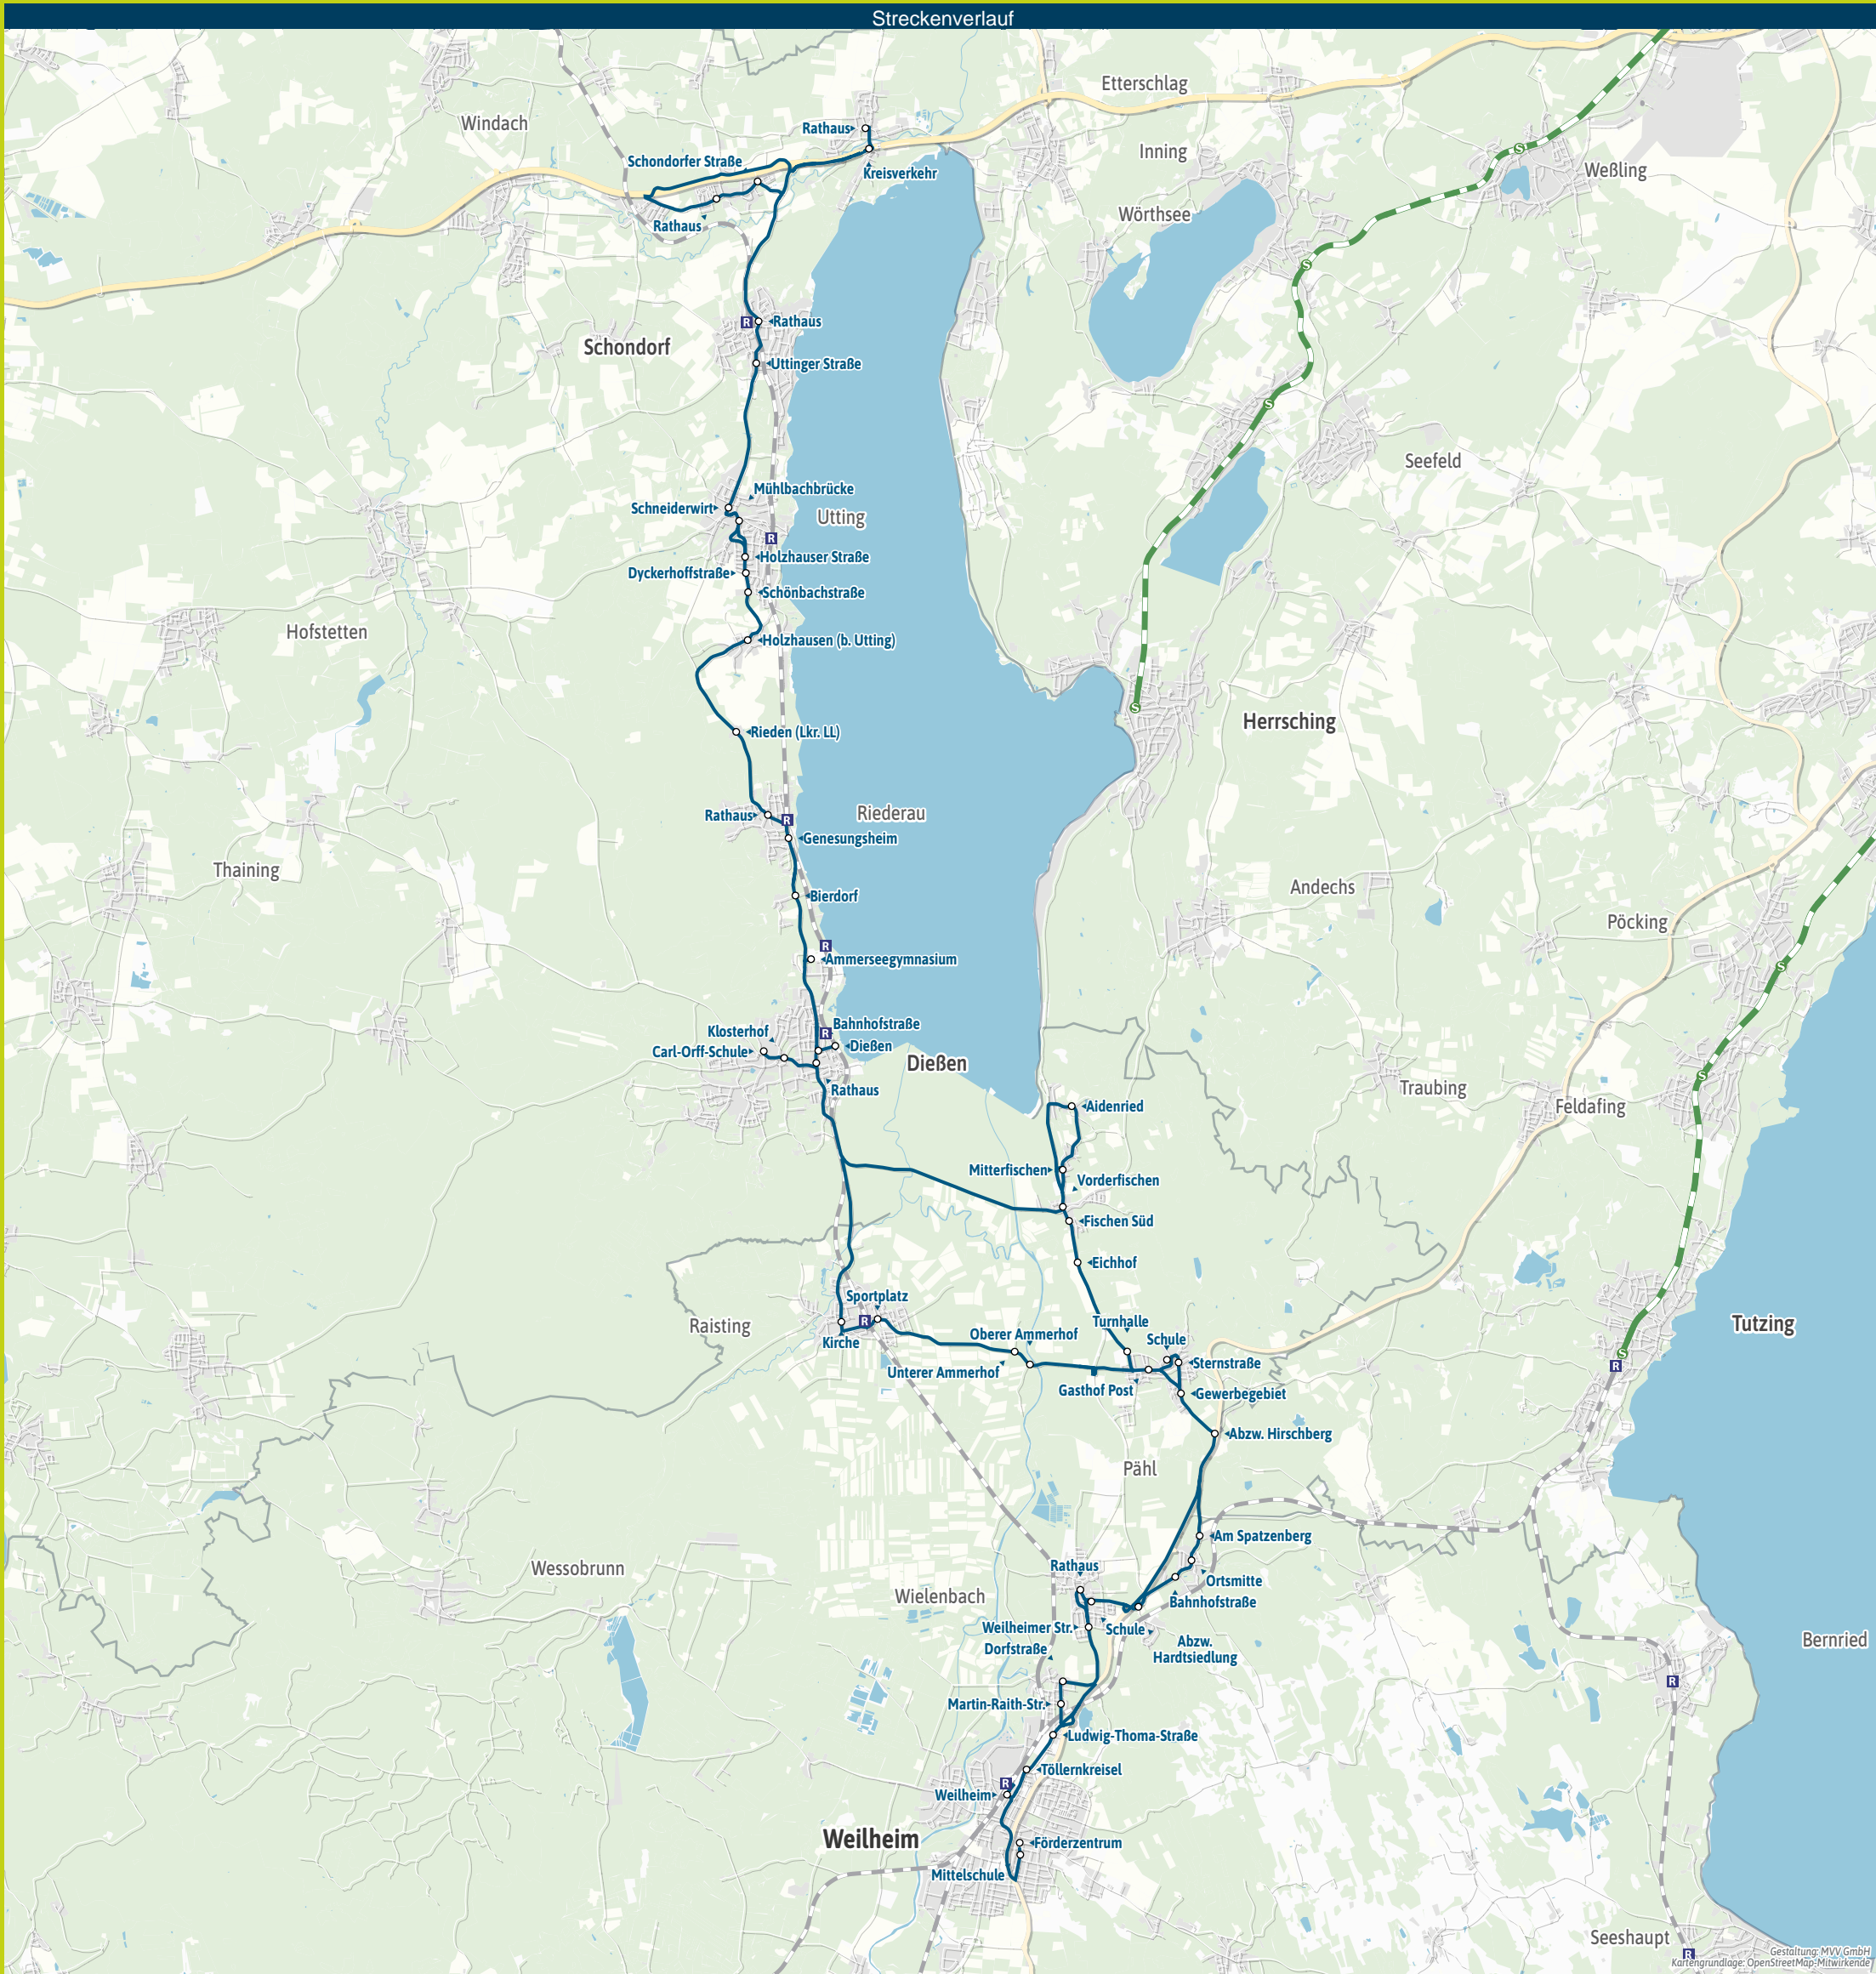 Streckenverlauf
Etterschlag
Windach
Rathaus
Inning
Schondorfer Straße
Kreisverkehr
Weßling
Wörthsee
Rathaus
S
S
R
Rathaus
Schondorf
Uttinger Straße
S
Seefeld
Mühlbachbrücke
Schneiderwirt
Utting
R
Holzhauser Straße
Dyckerhoffstraße
Schönbachstraße
Hofstetten
Holzhausen (b. Utting)
S
Herrsching
Rieden (Lkr. LL)
Riederau
Rathaus
R
Genesungsheim
Thaining
Andechs
Bierdorf
Pöcking
R
Ammerseegymnasium
S
Bahnhofstraße
Klosterhof
R
Dießen
Carl-Orff-Schule
Dießen
S
Rathaus
Traubing
Aidenried
Feldafing
Mitterfischen
Vorderfischen
Fischen Süd
Eichhof
Sportplatz
R
Raisting
Turnhalle
Tutzing
Oberer Ammerhof
Schule
Kirche
S
Sternstraße
R
Unterer Ammerhof
Gasthof Post
Gewerbegebiet
Abzw. Hirschberg
Pähl
Am Spatzenberg
Rathaus
Wessobrunn
Ortsmitte
Wielenbach
Bahnhofstraße
Weilheimer Str.
Schule
Abzw.
Hardtsiedlung
Bernried
Dorfstraße
R
Martin-Raith-Str.
Ludwig-Thoma-Straße
Töllernkreisel
R
Weilheim
Weilheim
Förderzentrum
Mittelschule
Seeshaupt
R
Gestaltung: MVV GmbH
Kartengrundlage: OpenStreetMap-Mitwirkende